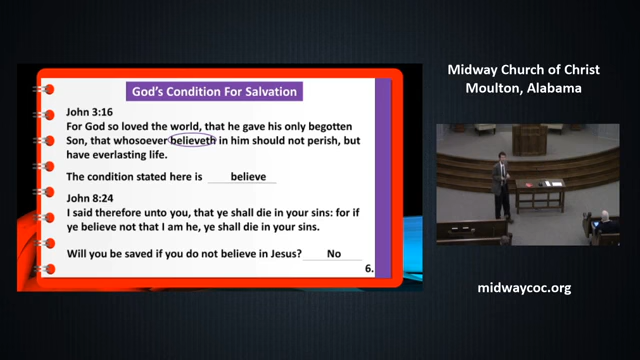 God's Condition For Salvation
John 3:16
For God so loved the world, that he gave his only begotten
Son, that whosoever believeth in him should not perish, but
have everlasting life.
The condition stated here is believe
John 8:24
I said therefore unto you, that ye shall die in your sins: for if
ye believe not that I am he, ye shall die in your sins.
Will you be saved if you do not believe in Jesus? No
6.
Midway Church of Christ
Moulton, Alabama
midwaycoc.org